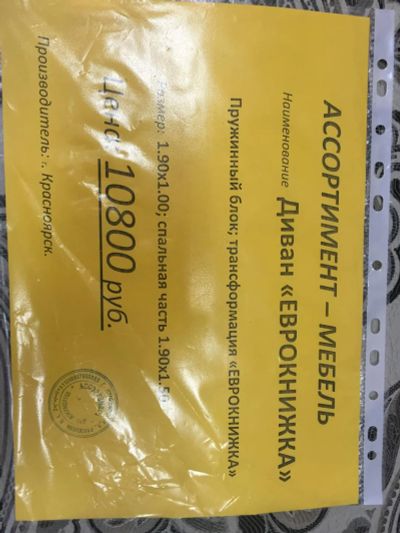 АССОРТИМЕНТ – МЕБЕЛЬ
Наименование Диван «ЕВРОКНИЖКА»
Пружинный блок; трансформация «ЕВРОКНИЖКА»
Размер: 1.90х1.00; спальная часть 1.90х1.50
Цена: 10800 руб.
Производитель: г. Красноярск.